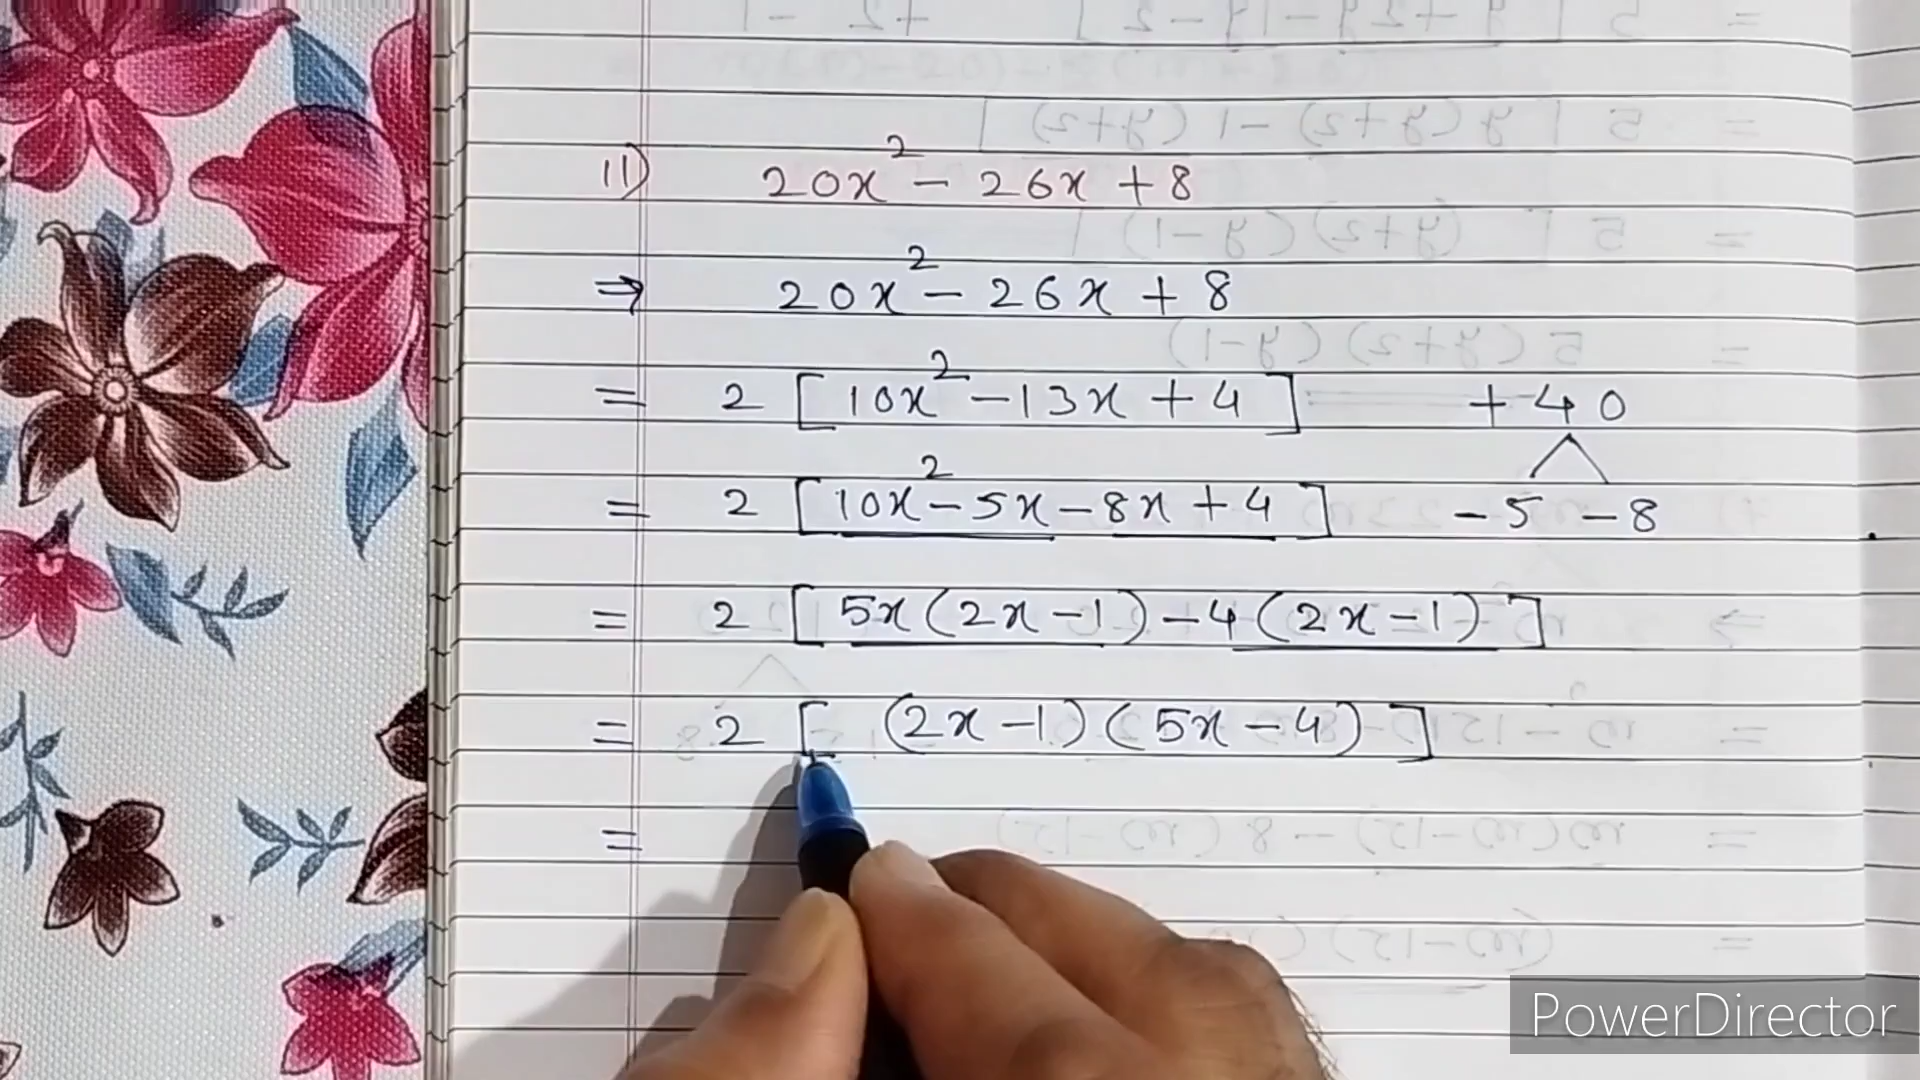 11) 20x² - 26x + 8
⇒ 20x² - 26x + 8
= 2 [ 10x² - 13x + 4 ] + 40
= 2 [ 10x² - 5x - 8x + 4 ] - 5 - 8
= 2 [ 5x (2x - 1) - 4 (2x - 1) ]
= 2 [ (2x - 1) (5x - 4) ]
=
PowerDirector